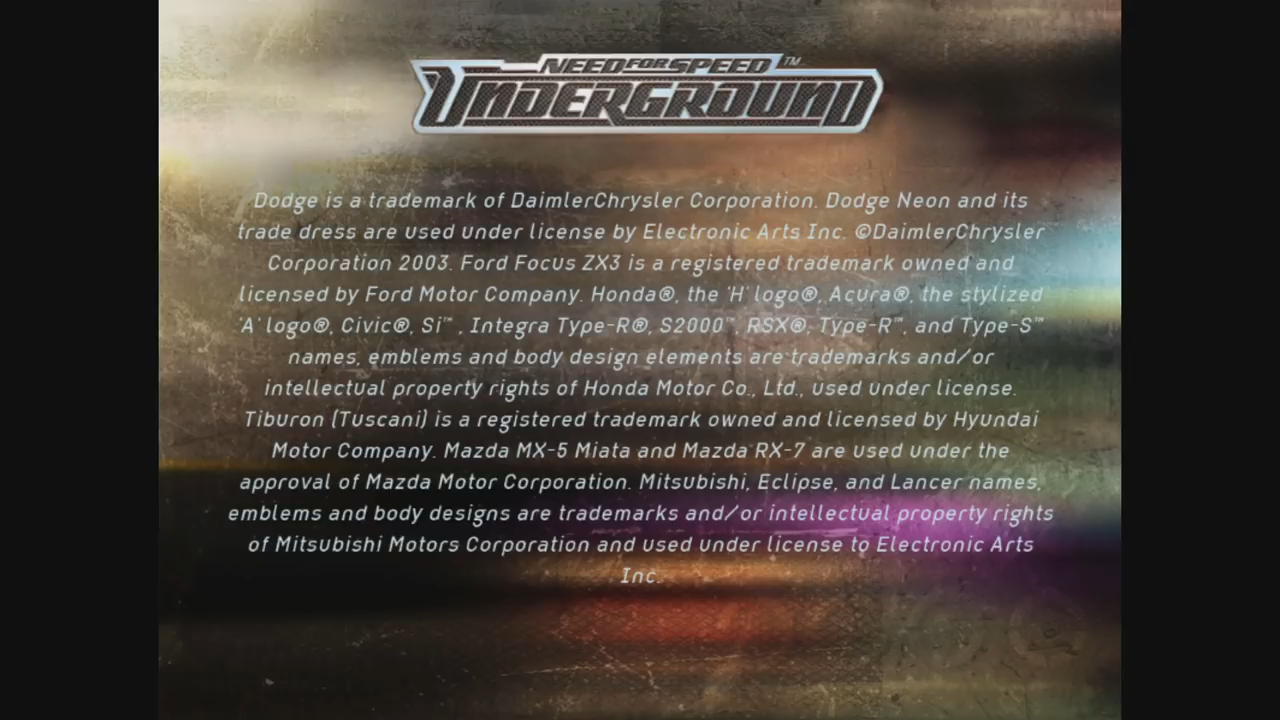 NEED FOR SPEED™
UNDERGROUND
Dodge is a trademark of DaimlerChrysler Corporation. Dodge Neon and its
trade dress are used under license by Electronic Arts Inc. ©DaimlerChrysler
Corporation 2003. Ford Focus ZX3 is a registered trademark owned and
licensed by Ford Motor Company. Honda®, the 'H' logo®, Acura®, the stylized
'A' logo®, Civic®, Si™ , Integra Type-R®, S2000™, RSX®, Type-R™, and Type-S™
names, emblems and body design elements are trademarks and/or
intellectual property rights of Honda Motor Co., Ltd., used under license.
Tiburon (Tuscani) is a registered trademark owned and licensed by Hyundai
Motor Company. Mazda MX-5 Miata and Mazda RX-7 are used under the
approval of Mazda Motor Corporation. Mitsubishi, Eclipse, and Lancer names,
emblems and body designs are trademarks and/or intellectual property rights
of Mitsubishi Motors Corporation and used under license to Electronic Arts
Inc.